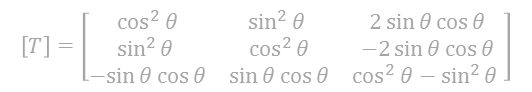 cos² θ sin² θ 2 sin θ cos θ
[T] = [ sin² θ cos² θ −2 sin θ cos θ ]
−sin θ cos θ sin θ cos θ cos² θ − sin² θ